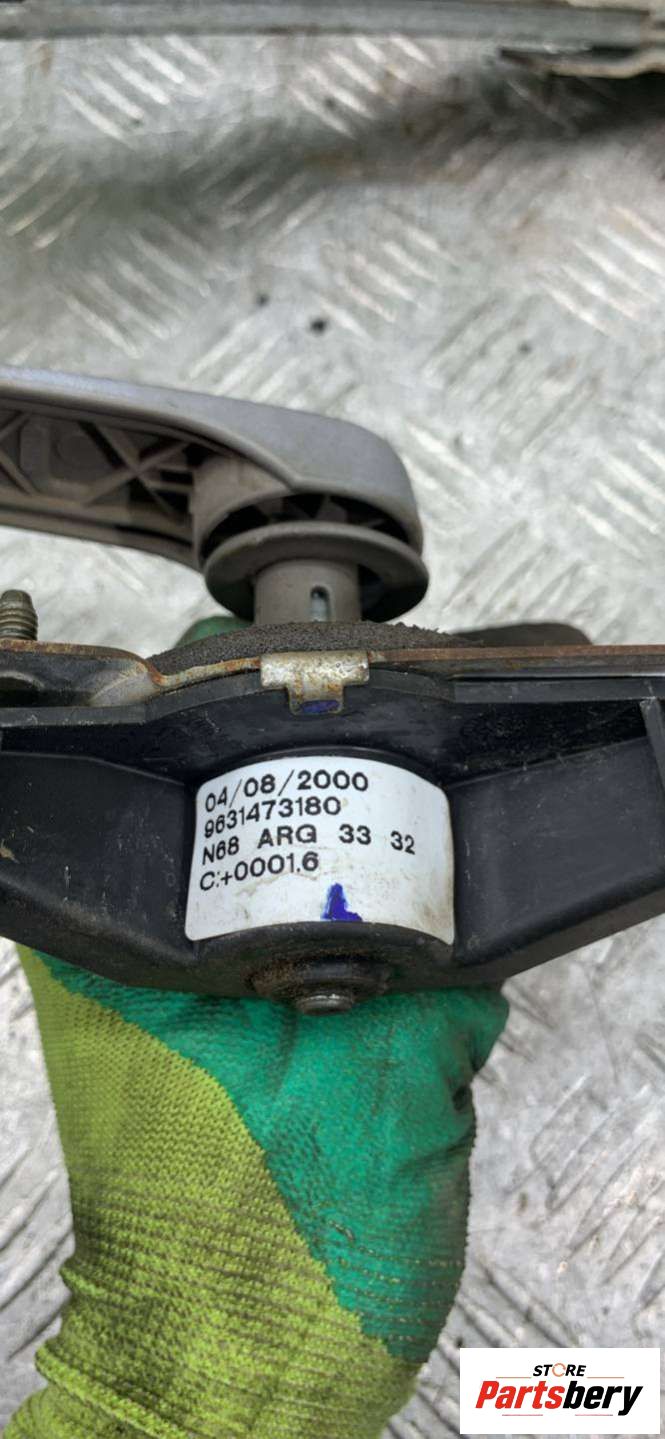 04/08/2000
9631473180
N68 ARG 33 32
C:+0001.6
STORE
Partsbery